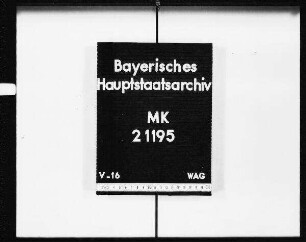 Bayerisches
Hauptstaatsarchiv
MK
21195
V-16 WAG